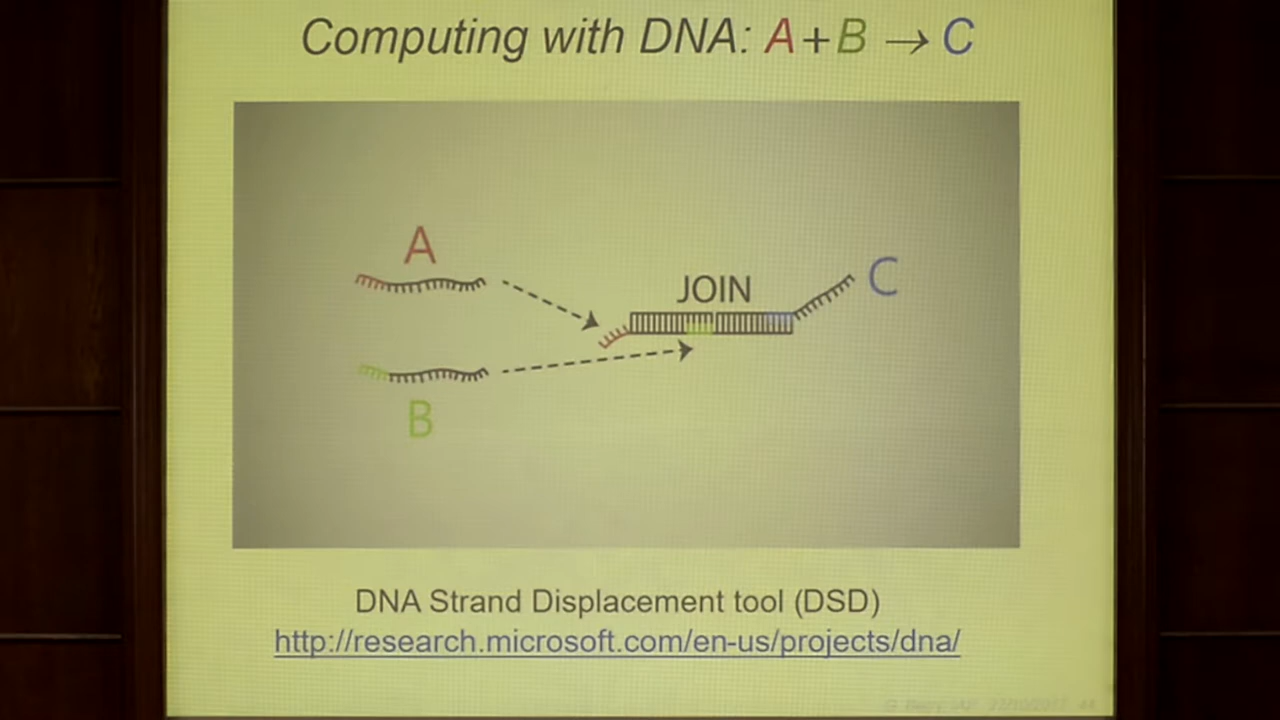 Computing with DNA: A+B → C
A
JOIN
C
B
DNA Strand Displacement tool (DSD)
http://research.microsoft.com/en-us/projects/dna/